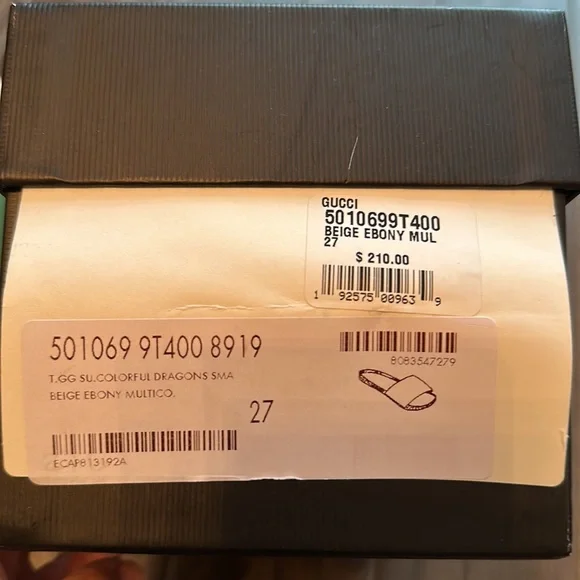 GUCCI
5010699T400
BEIGE EBONY MUL
27
$ 210.00
1 92575 00963 9
501069 9T400 8919
8083547279
T.GG SU.COLORFUL DRAGONS SMA
BEIGE EBONY MULTICO.
27
ECAP813192A